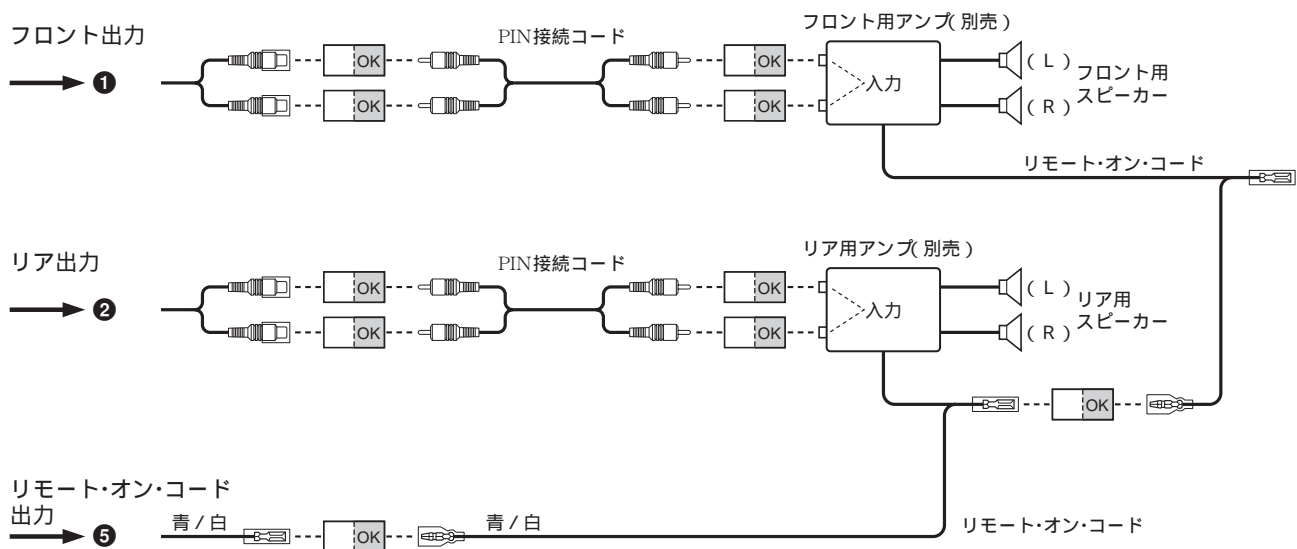 フロント出力
❶
OK
OK
PIN接続コード
OK
OK
フロント用アンプ(別売)
入力
(L)
(R)
フロント用
スピーカー
リモート・オン・コード
リア出力
❷
OK
OK
PIN接続コード
OK
OK
リア用アンプ(別売)
入力
(L)
(R)
リア用
スピーカー
OK
リモート・オン・コード
出力
❺
青/白
OK
青/白
リモート・オン・コード